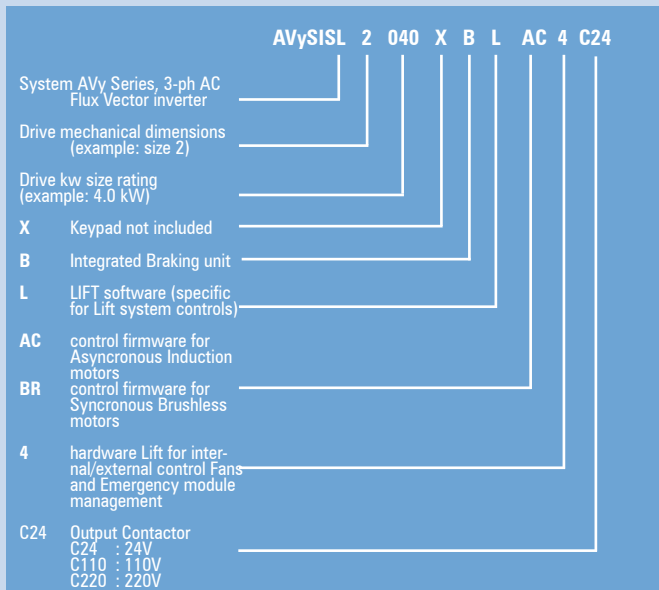 AVySISL 2 040 X B L AC 4 C24
System AVy Series, 3-ph AC
Flux Vector inverter
Drive mechanical dimensions
(example: size 2)
Drive kw size rating
(example: 4.0 kW)
X Keypad not included
B Integrated Braking unit
L LIFT software (specific
for Lift system controls)
AC control firmware for
Asyncronous Induction
motors
BR control firmware for
Syncronous Brushless
motors
4 hardware Lift for inter-
nal/external control Fans
and Emergency module
management
C24 Output Contactor
C24 : 24V
C110 : 110V
C220 : 220V